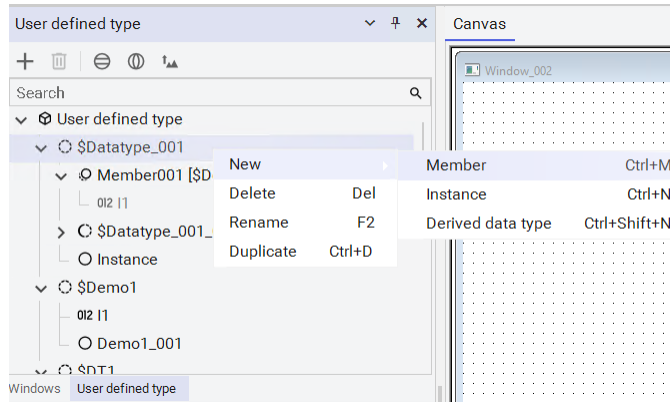 User defined type
Canvas
Search
Window_002
User defined type
$Datatype_001
New
Member Ctrl+M
Member001 [$D
Delete Del
Instance Ctrl+N
012 I1
Rename F2
Derived data type Ctrl+Shift+N
$Datatype_001_
Duplicate Ctrl+D
Instance
$Demo1
012 I1
Demo1_001
$DT1
Windows
User defined type